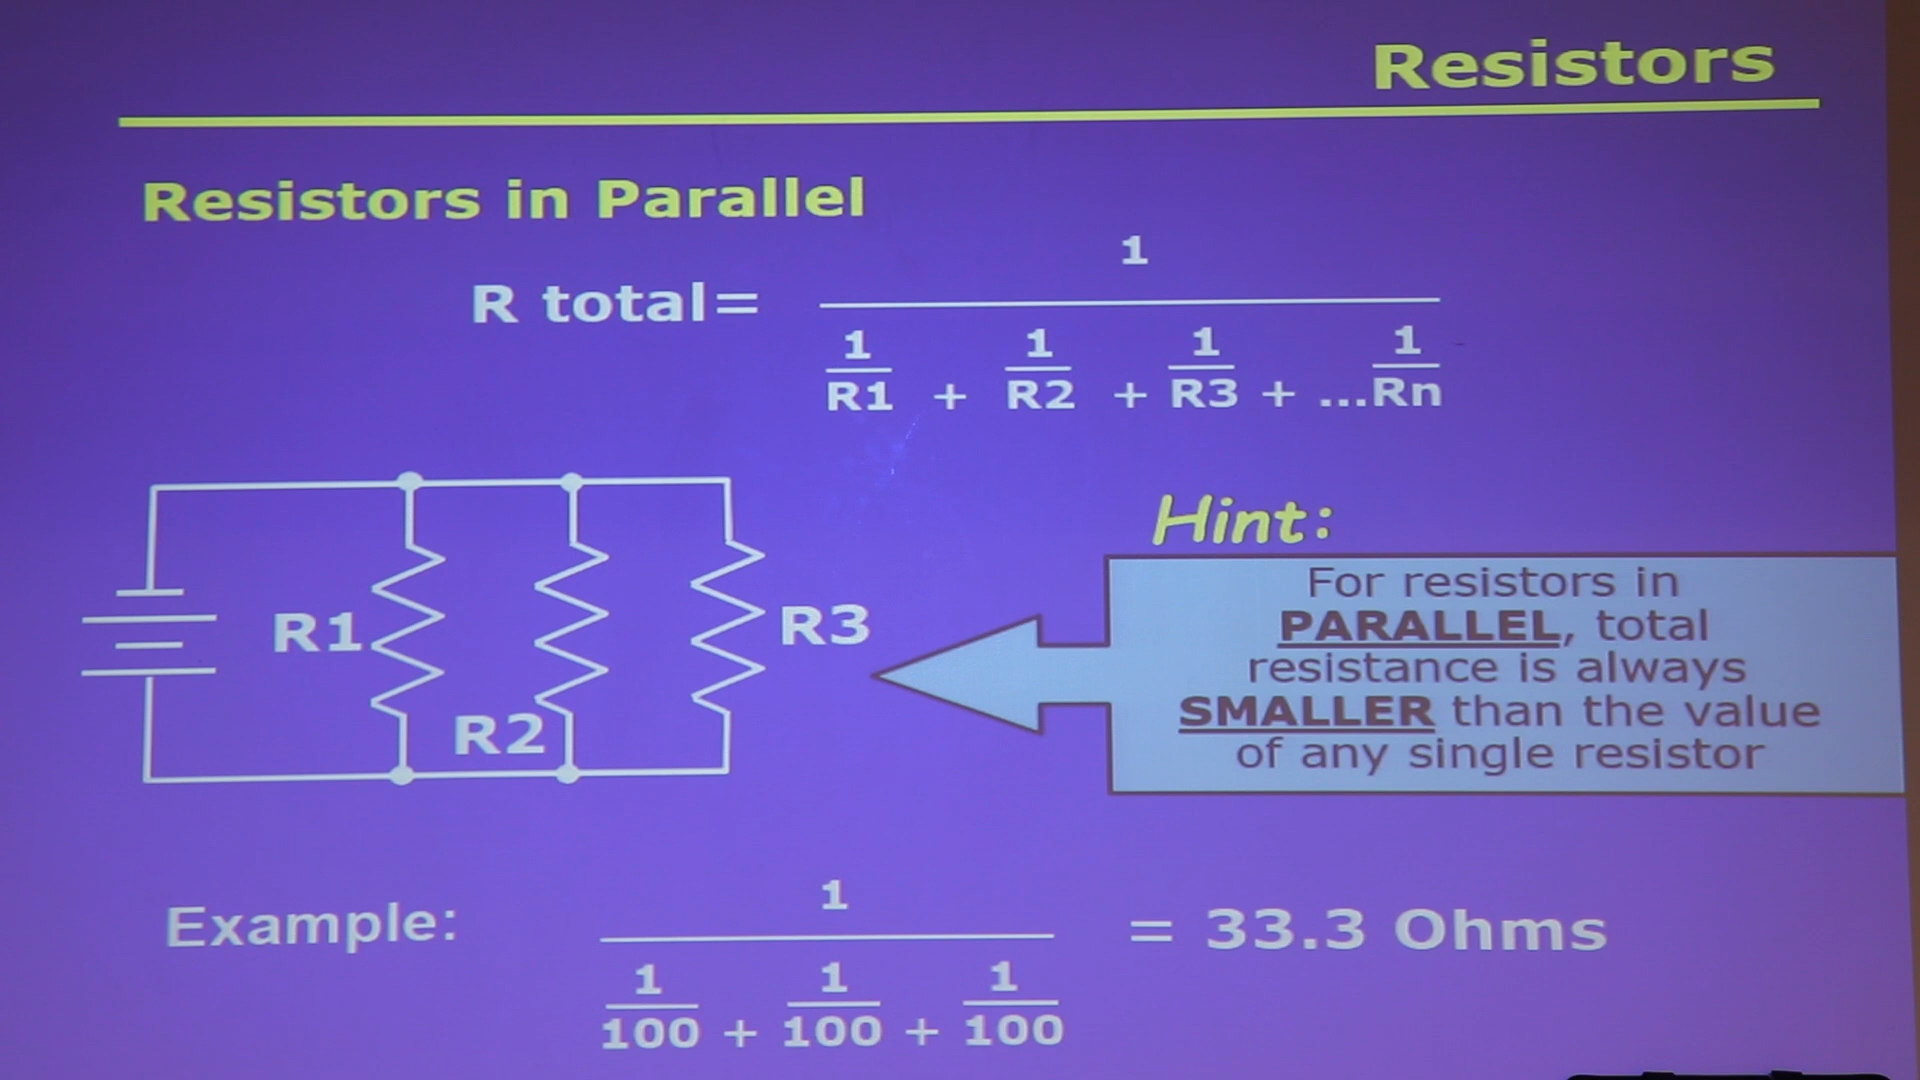 Resistors
Resistors in Parallel
1
R total=
1 1 1 1
R1 + R2 + R3 + ...Rn
Hint:
For resistors in
PARALLEL, total
resistance is always
SMALLER than the value
of any single resistor
R1
R3
R2
1
Example:
= 33.3 Ohms
1 1 1
100 + 100 + 100